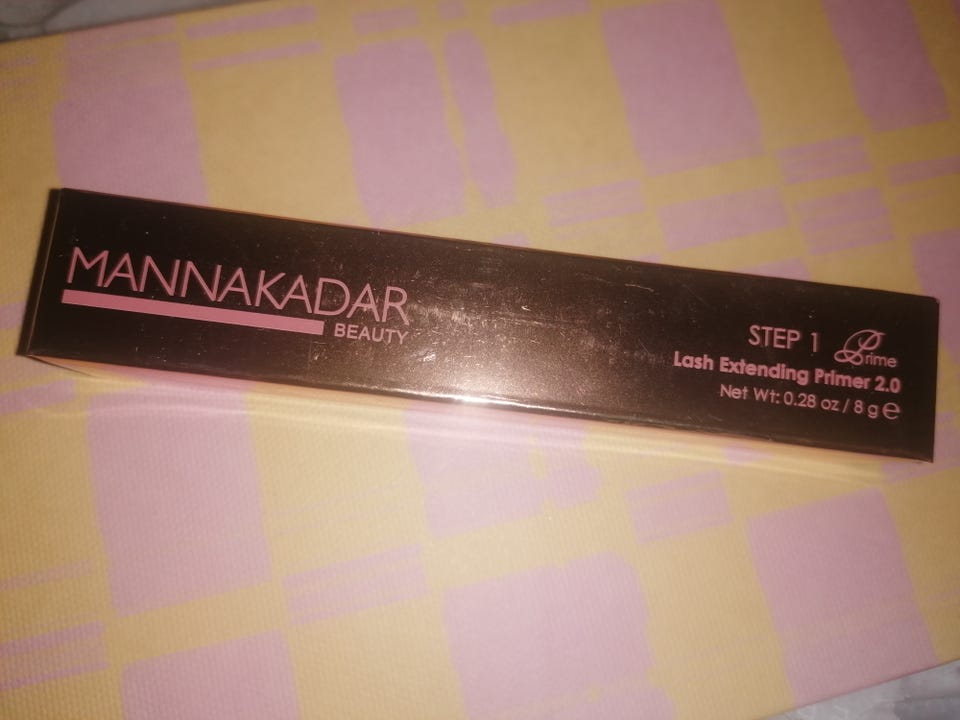 MANNAKADAR
BEAUTY
STEP 1 Prime
Lash Extending Primer 2.0
Net Wt: 0.28 oz / 8 g ℮